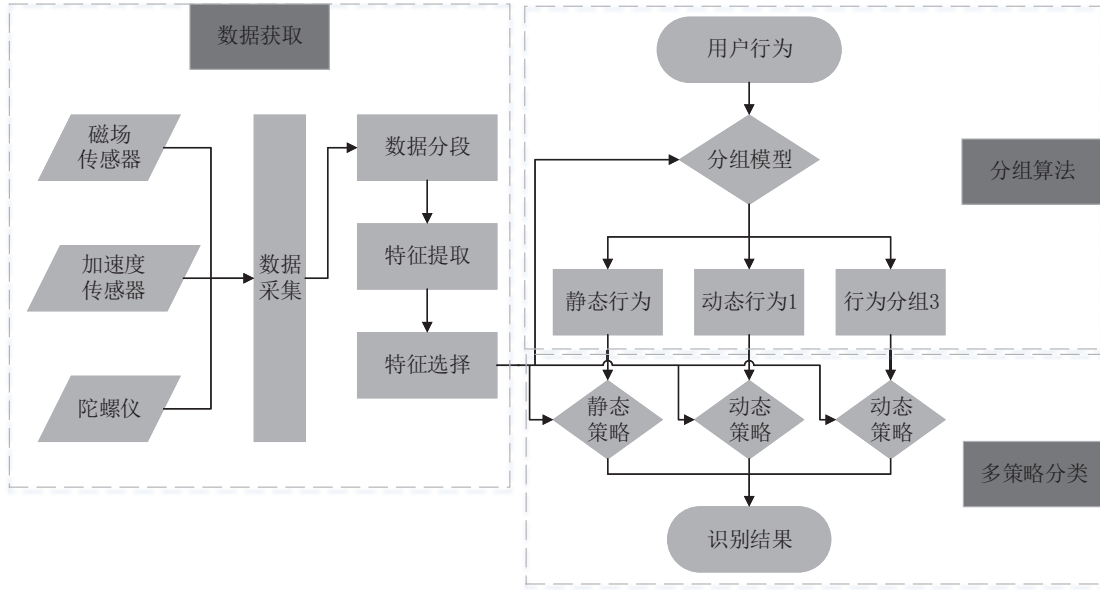 数据获取
磁场
传感器
加速度
传感器
陀螺仪
数据
采集
数据分段
特征提取
特征选择
用户行为
分组模型
分组算法
静态行为
动态行为1
行为分组3
静态
策略
动态
策略
动态
策略
多策略分类
识别结果